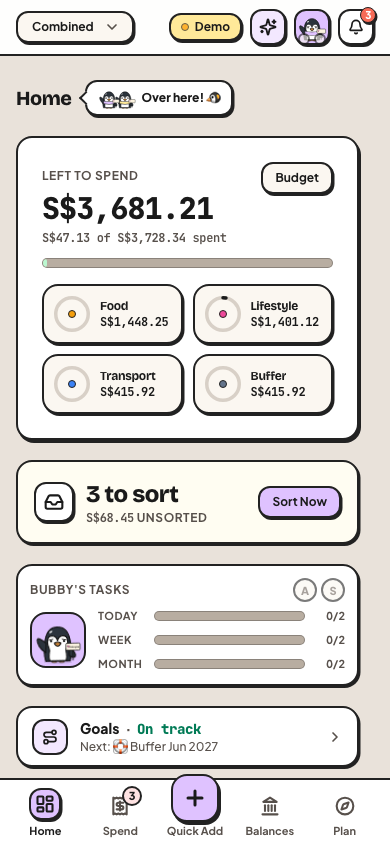 Combined
Demo
3
Home
Over here!
LEFT TO SPEND
Budget
S$3,681.21
S$47.13 of S$3,728.34 spent
Food
S$1,448.25
Lifestyle
S$1,401.12
Transport
S$415.92
Buffer
S$415.92
3 to sort
S$68.45 UNSORTED
Sort Now
BUBBY'S TASKS
A S
TODAY 0/2
WEEK 0/2
MONTH 0/2
Goals · On track
Next: 🛟 Buffer Jun 2027
3
Home
Spend
Quick Add
Balances
Plan